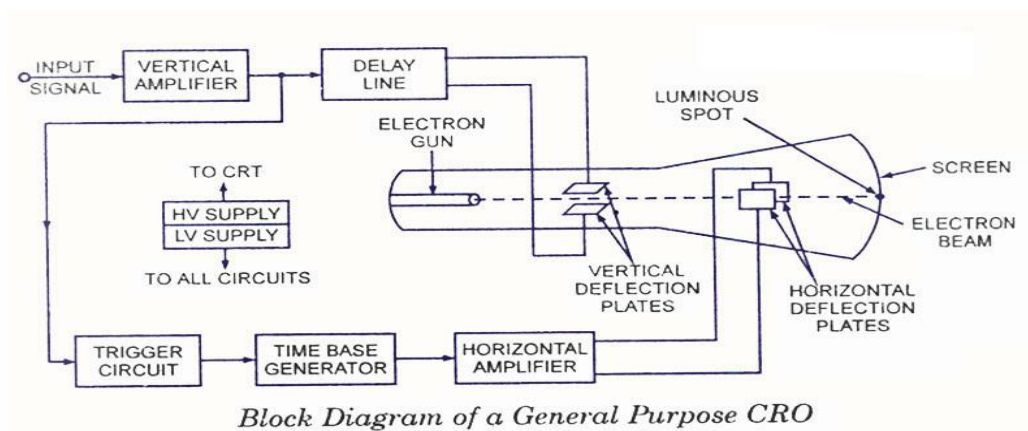 INPUT
SIGNAL
VERTICAL
AMPLIFIER
DELAY
LINE
LUMINOUS
SPOT
ELECTRON
GUN
SCREEN
TO CRT
HV SUPPLY
LV SUPPLY
TO ALL CIRCUITS
ELECTRON
BEAM
VERTICAL
DEFLECTION
PLATES
HORIZONTAL
DEFLECTION
PLATES
TRIGGER
CIRCUIT
TIME BASE
GENERATOR
HORIZONTAL
AMPLIFIER
Block Diagram of a General Purpose CRO